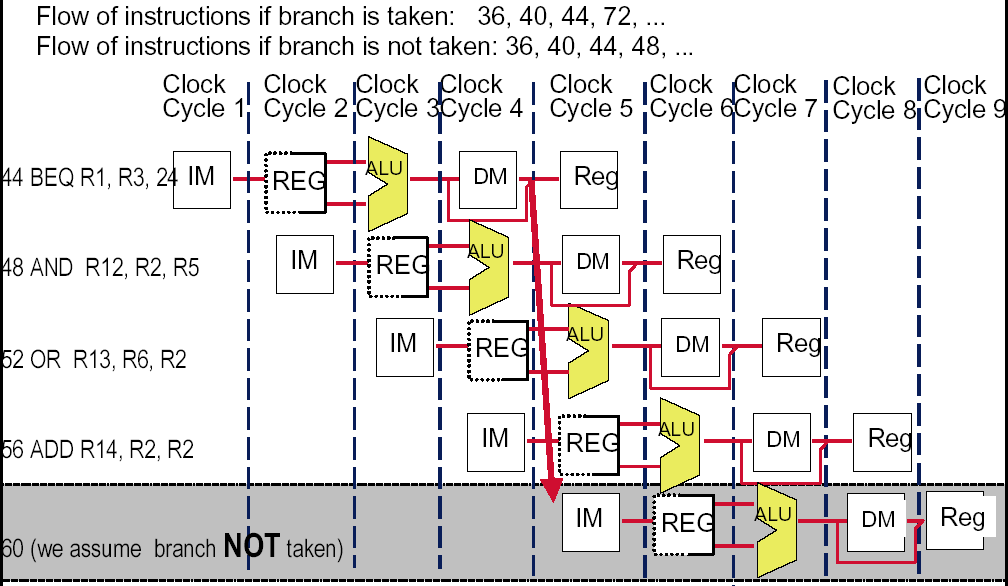 Flow of instructions if branch is taken: 36, 40, 44, 72, ...
Flow of instructions if branch is not taken: 36, 40, 44, 48, ...
Clock Cycle 1
Clock Cycle 2
Clock Cycle 3
Clock Cycle 4
Clock Cycle 5
Clock Cycle 6
Clock Cycle 7
Clock Cycle 8
Clock Cycle 9
44 BEQ R1, R3, 24 IM REG ALU DM Reg
48 AND R12, R2, R5 IM REG ALU DM Reg
52 OR R13, R6, R2 IM REG ALU DM Reg
56 ADD R14, R2, R2 IM REG ALU DM Reg
60 (we assume branch NOT taken) IM REG ALU DM Reg